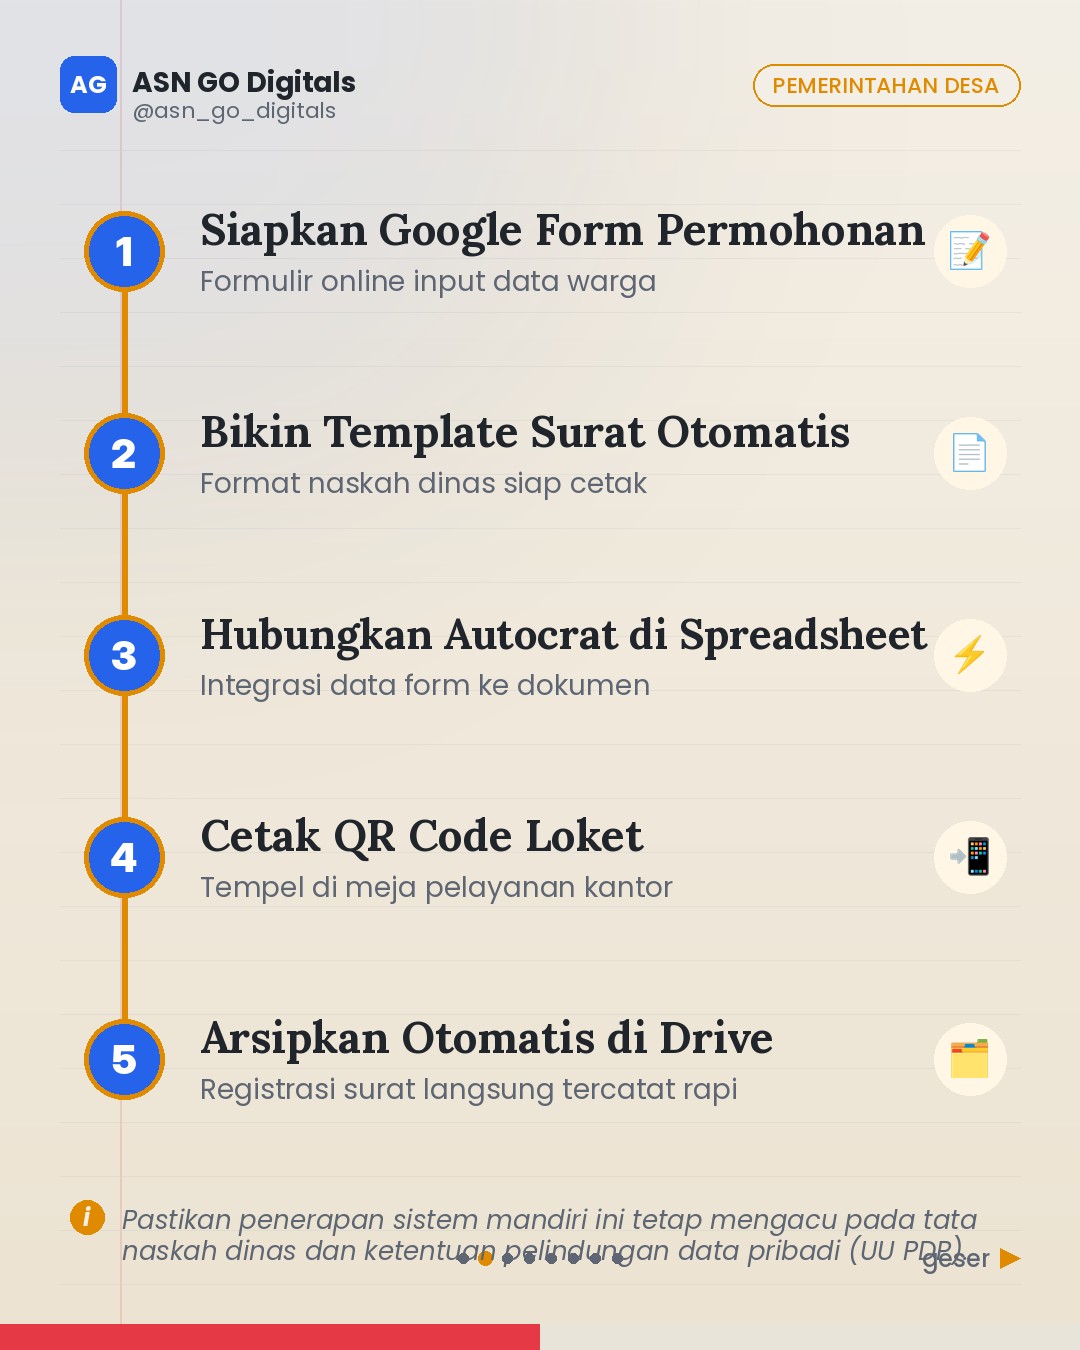 AG
ASN GO Digitals
@asn_go_digitals
PEMERINTAHAN DESA
1
Siapkan Google Form Permohonan
Formulir online input data warga
2
Bikin Template Surat Otomatis
Format naskah dinas siap cetak
3
Hubungkan Autocrat di Spreadsheet
Integrasi data form ke dokumen
4
Cetak QR Code Loket
Tempel di meja pelayanan kantor
5
Arsipkan Otomatis di Drive
Registrasi surat langsung tercatat rapi
i
Pastikan penerapan sistem mandiri ini tetap mengacu pada tata
naskah dinas dan ketentuan pelindungan data pribadi (UU PDP).
geser